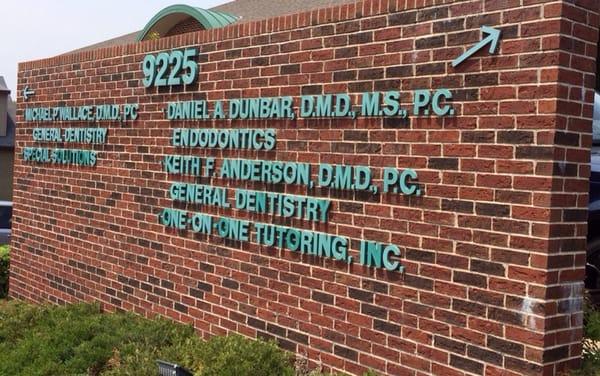 9225
MICHAEL P. WALLACE, D.M.D., PC
GENERAL DENTISTRY
SPECIAL SOLUTIONS
DANIEL A. DUNBAR, D.M.D., M.S., P.C.
ENDODONTICS
KEITH F. ANDERSON, D.M.D., P.C.
GENERAL DENTISTRY
ONE-ON-ONE TUTORING, INC.